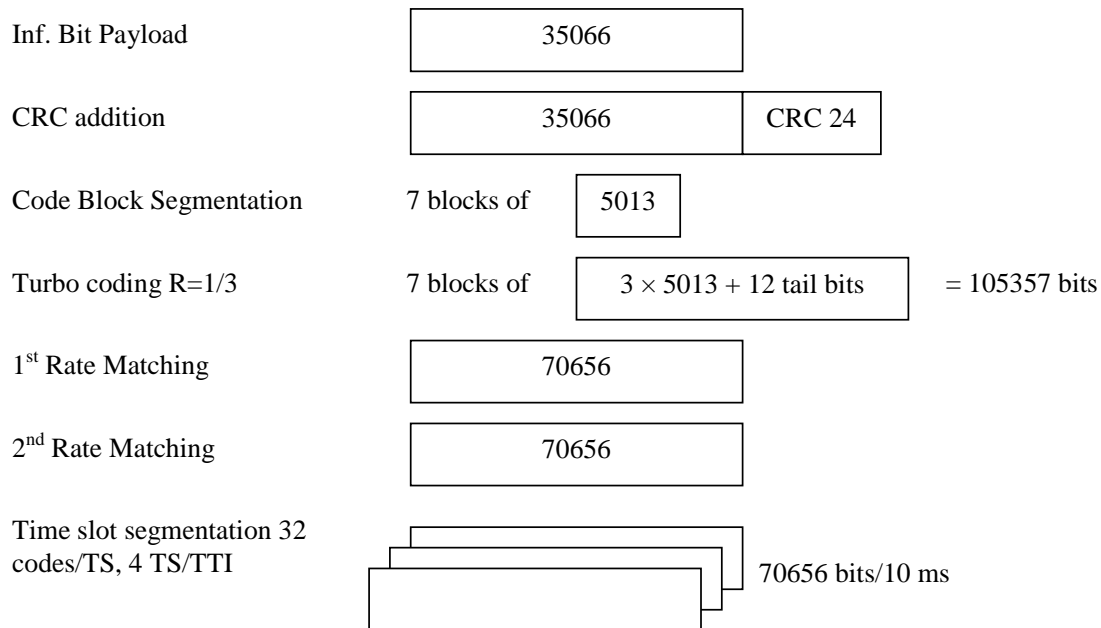 Inf. Bit Payload 35066
CRC addition 35066 CRC 24
Code Block Segmentation 7 blocks of 5013
Turbo coding R=1/3 7 blocks of 3 × 5013 + 12 tail bits = 105357 bits
1st Rate Matching 70656
2nd Rate Matching 70656
Time slot segmentation 32
codes/TS, 4 TS/TTI
70656 bits/10 ms